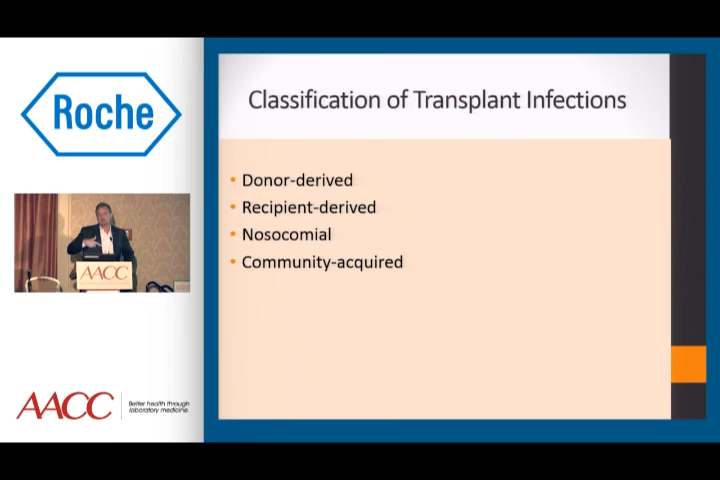 Roche
Classification of Transplant Infections
• Donor-derived
• Recipient-derived
• Nosocomial
• Community-acquired
AACC
AACC
Better health through
laboratory medicine.